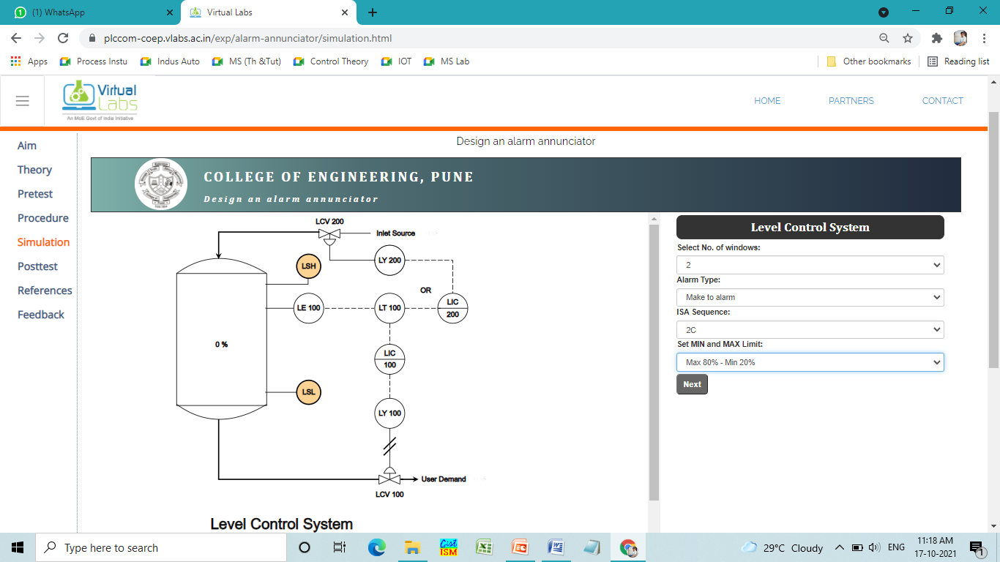 (1) WhatsApp
Virtual Labs
plccom-coep.vlabs.ac.in/exp/alarm-annunciator/simulation.html
Apps
Process Instu
Indus Auto
MS (Th &Tut)
Control Theory
IOT
MS Lab
Other bookmarks
Reading list
Virtual
Labs
An MoE Govt of India Initiative
HOME
PARTNERS
CONTACT
Aim
Theory
Pretest
Procedure
Simulation
Posttest
References
Feedback
Design an alarm annunciator
COLLEGE OF ENGINEERING, PUNE
Design an alarm annunciator
LCV 200
Inlet Source
LY 200
LSH
OR
LE 100
LT 100
LIC
200
0 %
LIC
100
LSL
LY 100
User Demand
LCV 100
Level Control System
Level Control System
Select No. of windows:
2
Alarm Type:
Make to alarm
ISA Sequence:
2C
Set MIN and MAX Limit:
Max 80% - Min 20%
Next
Type here to search
Gist
ISM
29°C Cloudy
ENG
11:18 AM
17-10-2021
1